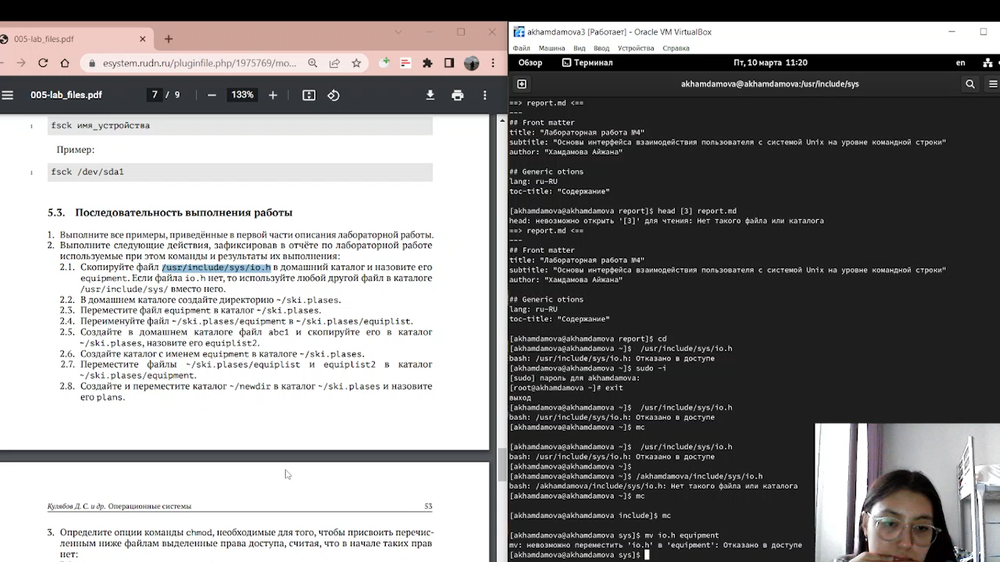 005-lab_files.pdf
esystem.rudn.ru/pluginfile.php/1975769/mo...
005-lab_files.pdf
7 / 9
133%
1 fsck имя_устройства
Пример:
1 fsck /dev/sda1
5.3. Последовательность выполнения работы
1. Выполните все примеры, приведённые в первой части описания лабораторной работы.
2. Выполните следующие действия, зафиксировав в отчёте по лабораторной работе
используемые при этом команды и результаты их выполнения:
2.1. Скопируйте файл /usr/include/sys/io.h в домашний каталог и назовите его
equipment. Если файла io.h нет, то используйте любой другой файл в каталоге
/usr/include/sys/ вместо него.
2.2. В домашнем каталоге создайте директорию ~/ski.plases.
2.3. Переместите файл equipment в каталог ~/ski.plases.
2.4. Переименуйте файл ~/ski.plases/equipment в ~/ski.plases/equiplist.
2.5. Создайте в домашнем каталоге файл abc1 и скопируйте его в каталог
~/ski.plases, назовите его equiplist2.
2.6. Создайте каталог с именем equipment в каталоге ~/ski.plases.
2.7. Переместите файлы ~/ski.plases/equiplist и equiplist2 в каталог
~/ski.plases/equipment.
2.8. Создайте и переместите каталог ~/newdir в каталог ~/ski.plases и назовите
его plans.
Кулябов Д. С. и др. Операционные системы 53
3. Определите опции команды chmod, необходимые для того, чтобы присвоить перечис-
ленным ниже файлам выделенные права доступа, считая, что в начале таких прав
нет:
akhamdamova3 [Работает] - Oracle VM VirtualBox
Файл Машина Вид Ввод Устройства Справка
Обзор Терминал Пт, 10 марта 11:20 en
akhamdamova@akhamdamova:/usr/include/sys
==> report.md <==
---
## Front matter
title: "Лабораторная работа №4"
subtitle: "Основы интерфейса взаимодействия пользователя с системой Unix на уровне командной строки"
author: "Хамдамова Айжана"
## Generic otions
lang: ru-RU
toc-title: "Содержание"
[akhamdamova@akhamdamova report]$ head [3] report.md
head: невозможно открыть '[3]' для чтения: Нет такого файла или каталога
==> report.md <==
---
## Front matter
title: "Лабораторная работа №4"
subtitle: "Основы интерфейса взаимодействия пользователя с системой Unix на уровне командной строки"
author: "Хамдамова Айжана"
## Generic otions
lang: ru-RU
toc-title: "Содержание"
[akhamdamova@akhamdamova report]$ cd
[akhamdamova@akhamdamova ~]$  /usr/include/sys/io.h
bash: /usr/include/sys/io.h: Отказано в доступе
[akhamdamova@akhamdamova ~]$ sudo -i
[sudo] пароль для akhamdamova:
[root@akhamdamova ~]# exit
выход
[akhamdamova@akhamdamova ~]$  /usr/include/sys/io.h
bash: /usr/include/sys/io.h: Отказано в доступе
[akhamdamova@akhamdamova ~]$ mc
[akhamdamova@akhamdamova ~]$  /usr/include/sys/io.h
bash: /usr/include/sys/io.h: Отказано в доступе
[akhamdamova@akhamdamova ~]$
[akhamdamova@akhamdamova ~]$ /akhamdamova/include/sys/io.h
bash: /akhamdamova/include/sys/io.h: Нет такого файла или каталога
[akhamdamova@akhamdamova ~]$ mc
[akhamdamova@akhamdamova include]$ mc
[akhamdamova@akhamdamova sys]$ mv io.h equipment
mv: невозможно переместить 'io.h' в 'equipment': Отказано в доступе
[akhamdamova@akhamdamova sys]$